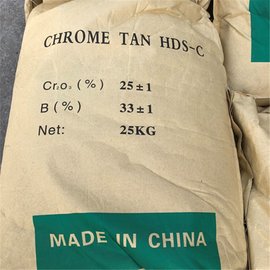 CHROME TAN HDS-C
Cr₂O₃(%) 25±1
B(%) 33±1
Net: 25KG
MADE IN CHINA